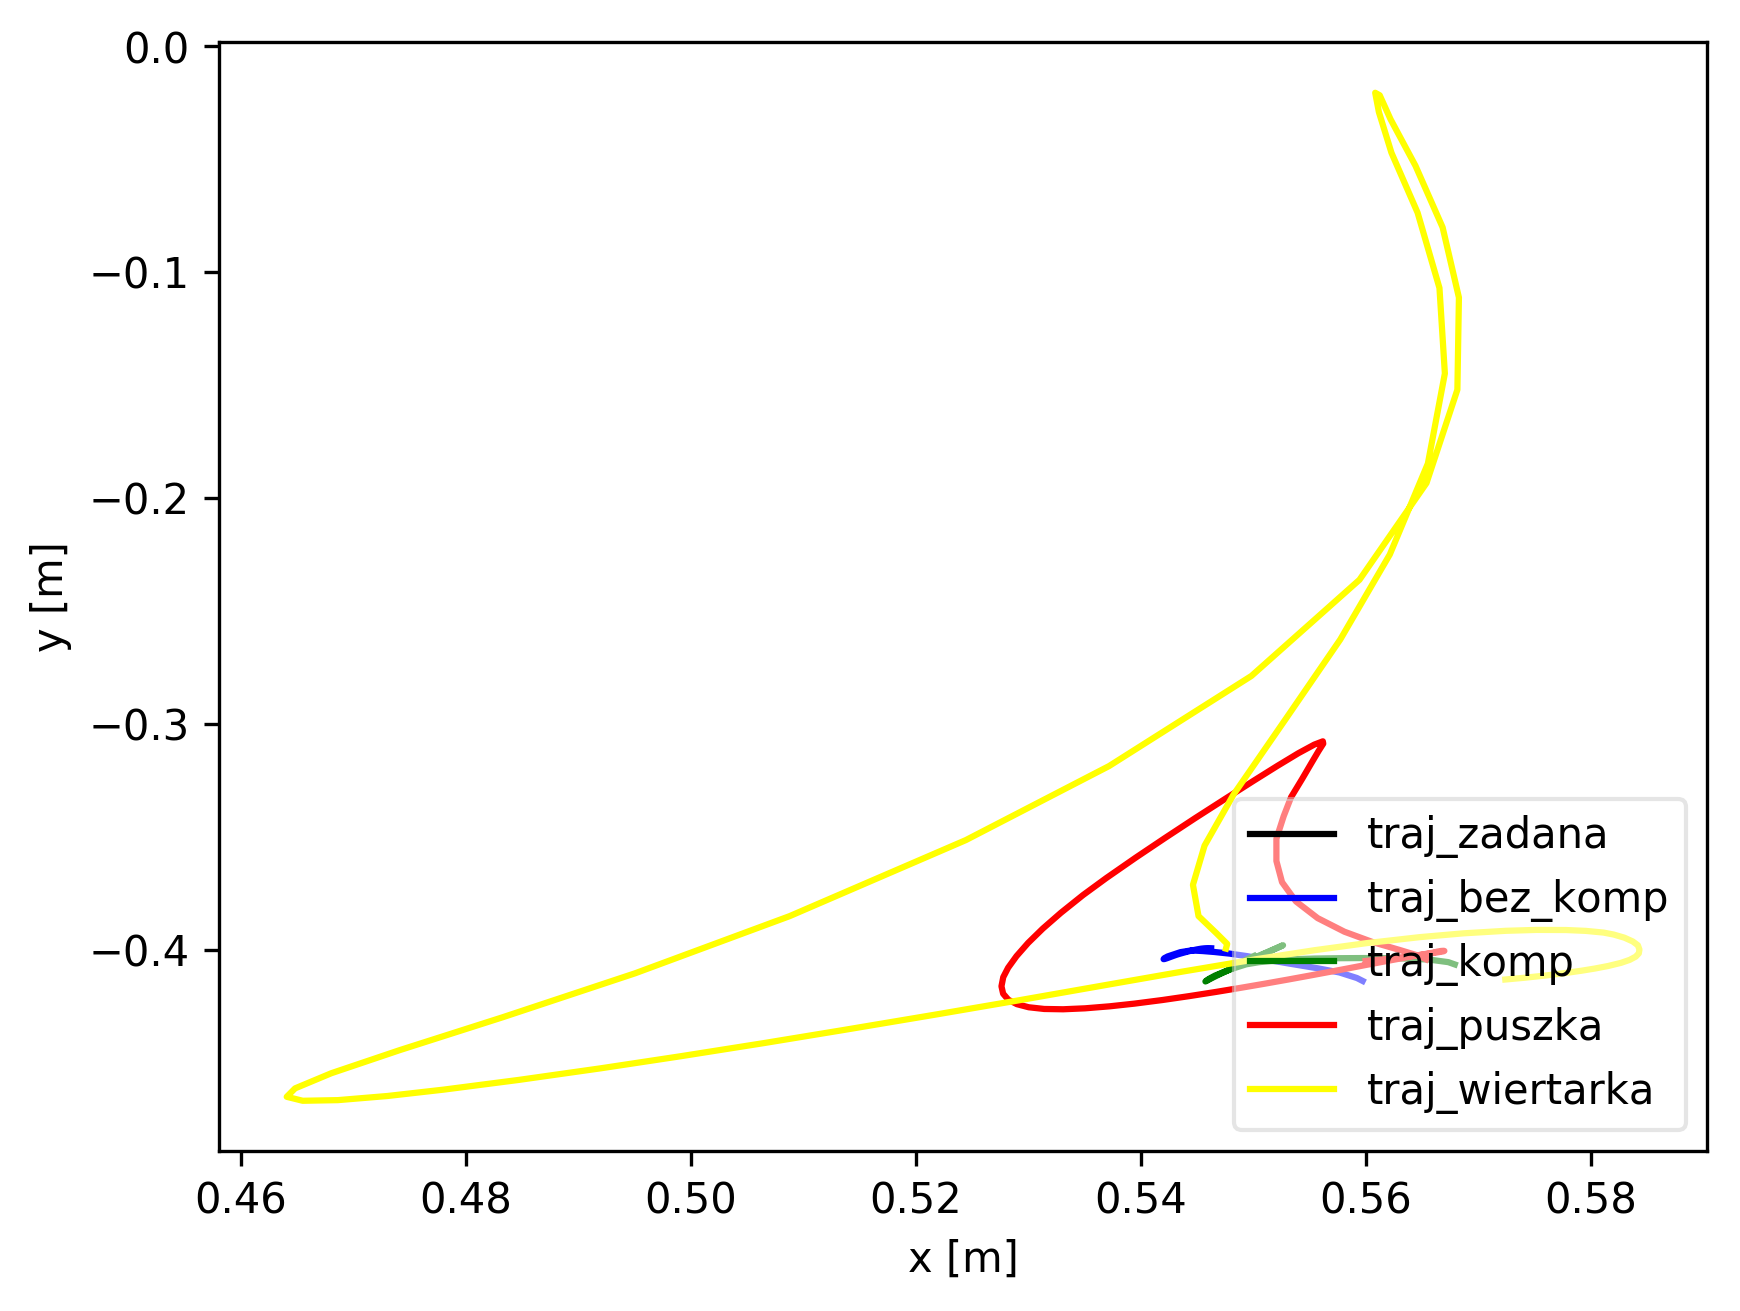 0.0
−0.1
−0.2
−0.3
−0.4
y [m]
0.46 0.48 0.50 0.52 0.54 0.56 0.58
x [m]
traj_zadana
traj_bez_komp
traj_komp
traj_puszka
traj_wiertarka